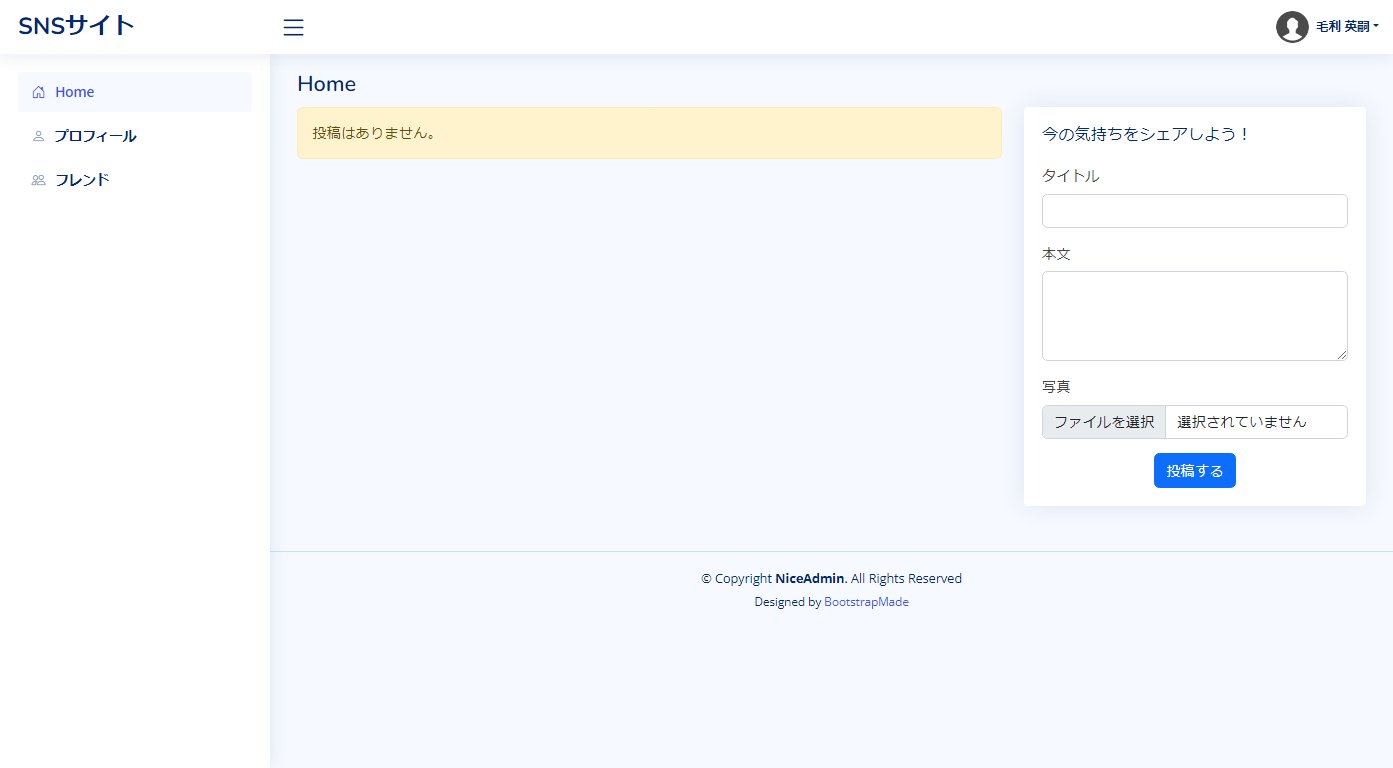 SNSサイト
毛利 英嗣
Home
プロフィール
フレンド
Home
投稿はありません。
今の気持ちをシェアしよう！
タイトル
本文
写真
ファイルを選択 選択されていません
投稿する
© Copyright NiceAdmin. All Rights Reserved
Designed by BootstrapMade